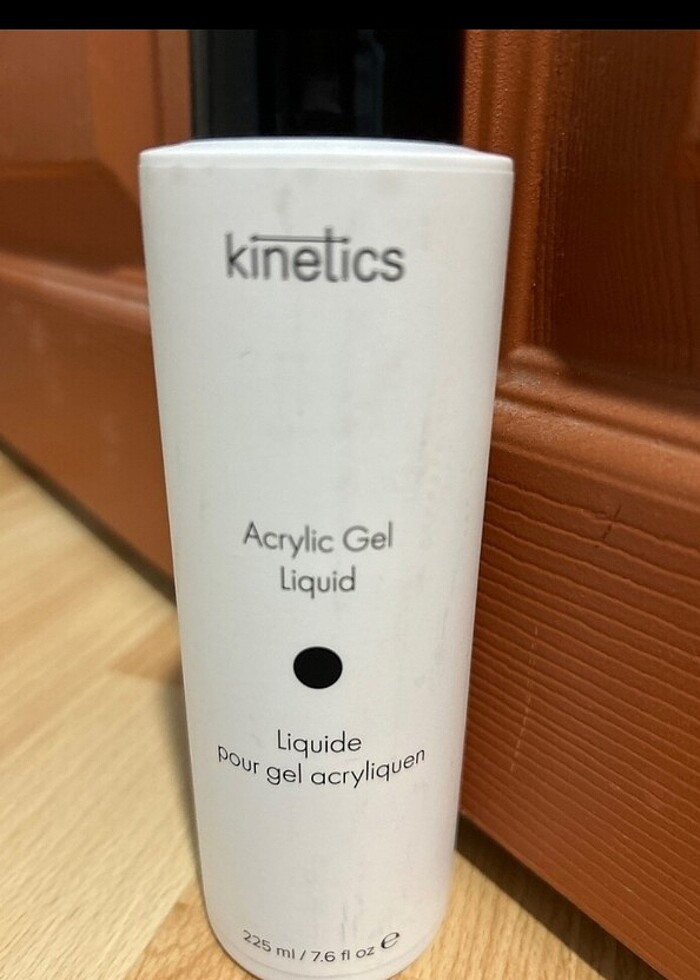 kinetics
Acrylic Gel
Liquid
Liquide
pour gel acryliquen
225 ml / 7.6 fl oz ℮